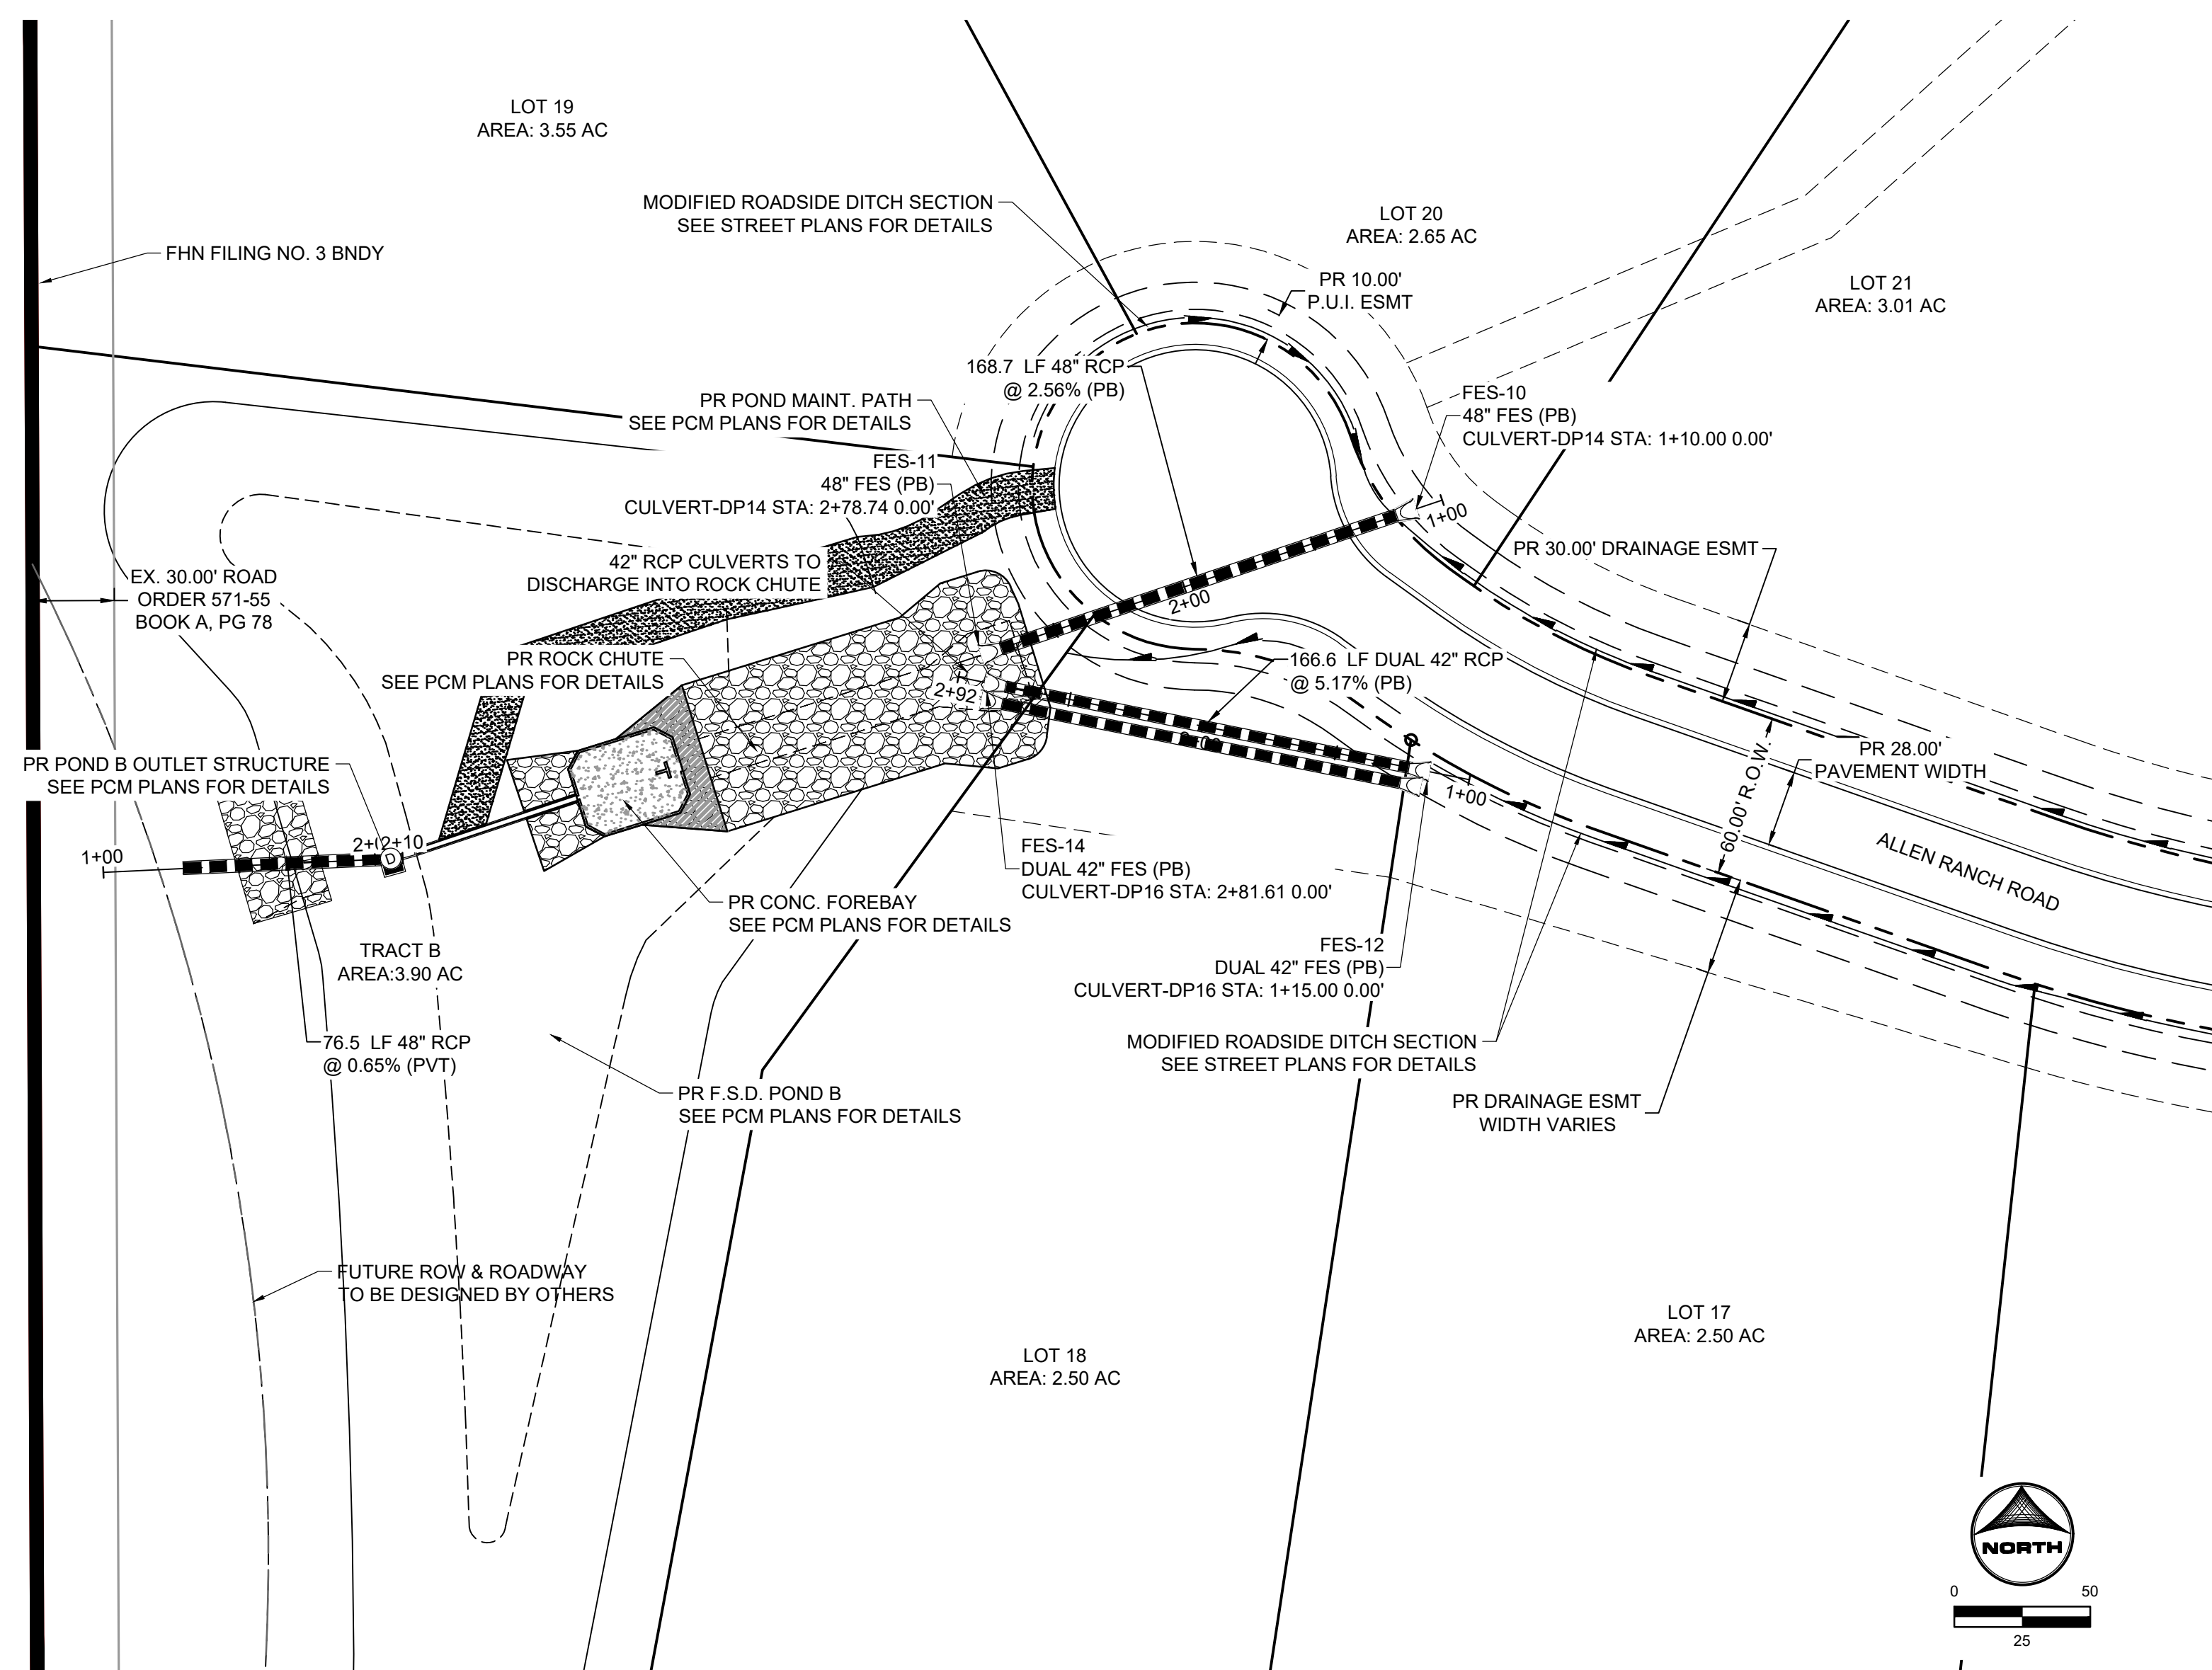 LOT 19
AREA: 3.55 AC
MODIFIED ROADSIDE DITCH SECTION
SEE STREET PLANS FOR DETAILS
LOT 20
AREA: 2.65 AC
FHN FILING NO. 3 BNDY
PR 10.00'
P.U.I. ESMT
LOT 21
AREA: 3.01 AC
168.7 LF 48" RCP
@ 2.56% (PB)
PR POND MAINT. PATH
SEE PCM PLANS FOR DETAILS
FES-10
48" FES (PB)
CULVERT-DP14 STA: 1+10.00 0.00'
FES-11
48" FES (PB)
CULVERT-DP14 STA: 2+78.74 0.00'
1+00
PR 30.00' DRAINAGE ESMT
42" RCP CULVERTS TO
DISCHARGE INTO ROCK CHUTE
EX. 30.00' ROAD
ORDER 571-55
BOOK A, PG 78
2+00
PR ROCK CHUTE
SEE PCM PLANS FOR DETAILS
166.6 LF DUAL 42" RCP
@ 5.17% (PB)
2+92
2+00
PR POND B OUTLET STRUCTURE
SEE PCM PLANS FOR DETAILS
PR 28.00'
PAVEMENT WIDTH
60.00' R.O.W.
1+00
1+00
2+10
D
ALLEN RANCH ROAD
FES-14
DUAL 42" FES (PB)
CULVERT-DP16 STA: 2+81.61 0.00'
PR CONC. FOREBAY
SEE PCM PLANS FOR DETAILS
TRACT B
AREA:3.90 AC
FES-12
DUAL 42" FES (PB)
CULVERT-DP16 STA: 1+15.00 0.00'
76.5 LF 48" RCP
@ 0.65% (PVT)
MODIFIED ROADSIDE DITCH SECTION
SEE STREET PLANS FOR DETAILS
PR F.S.D. POND B
SEE PCM PLANS FOR DETAILS
PR DRAINAGE ESMT
WIDTH VARIES
FUTURE ROW & ROADWAY
TO BE DESIGNED BY OTHERS
LOT 17
AREA: 2.50 AC
LOT 18
AREA: 2.50 AC
NORTH
0 50
25